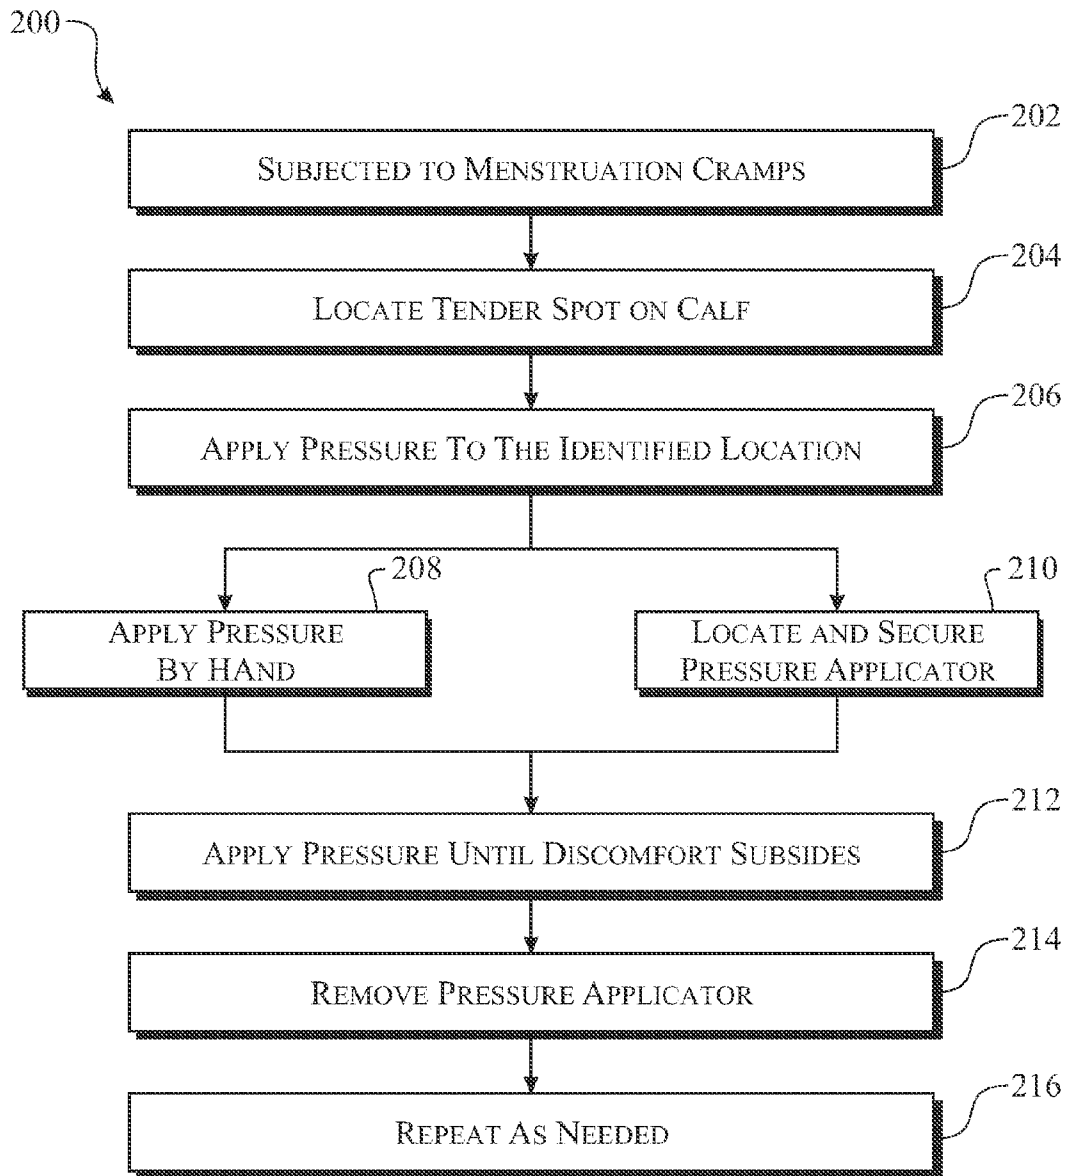 200
202
SUBJECTED TO MENSTRUATION CRAMPS
204
LOCATE TENDER SPOT ON CALF
206
APPLY PRESSURE TO THE IDENTIFIED LOCATION
208
APPLY PRESSURE
BY HAND
210
LOCATE AND SECURE
PRESSURE APPLICATOR
212
APPLY PRESSURE UNTIL DISCOMFORT SUBSIDES
214
REMOVE PRESSURE APPLICATOR
216
REPEAT AS NEEDED